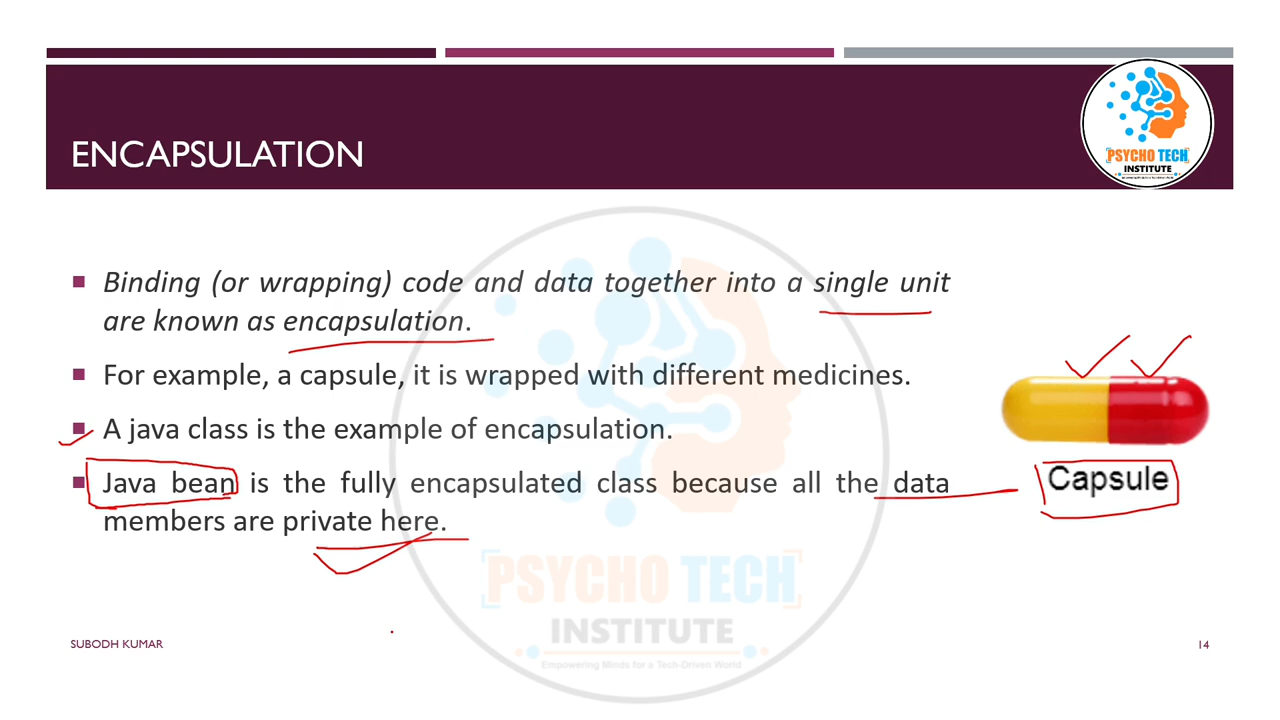 PSYCHO TECH
INSTITUTE
ENCAPSULATION
Binding (or wrapping) code and data together into a single unit
are known as encapsulation.
For example, a capsule, it is wrapped with different medicines.
A java class is the example of encapsulation.
Java bean is the fully encapsulated class because all the data
members are private here.
Capsule
PSYCHO TECH
INSTITUTE
Empowering Minds for a Tech-Driven World
SUBODH KUMAR
14